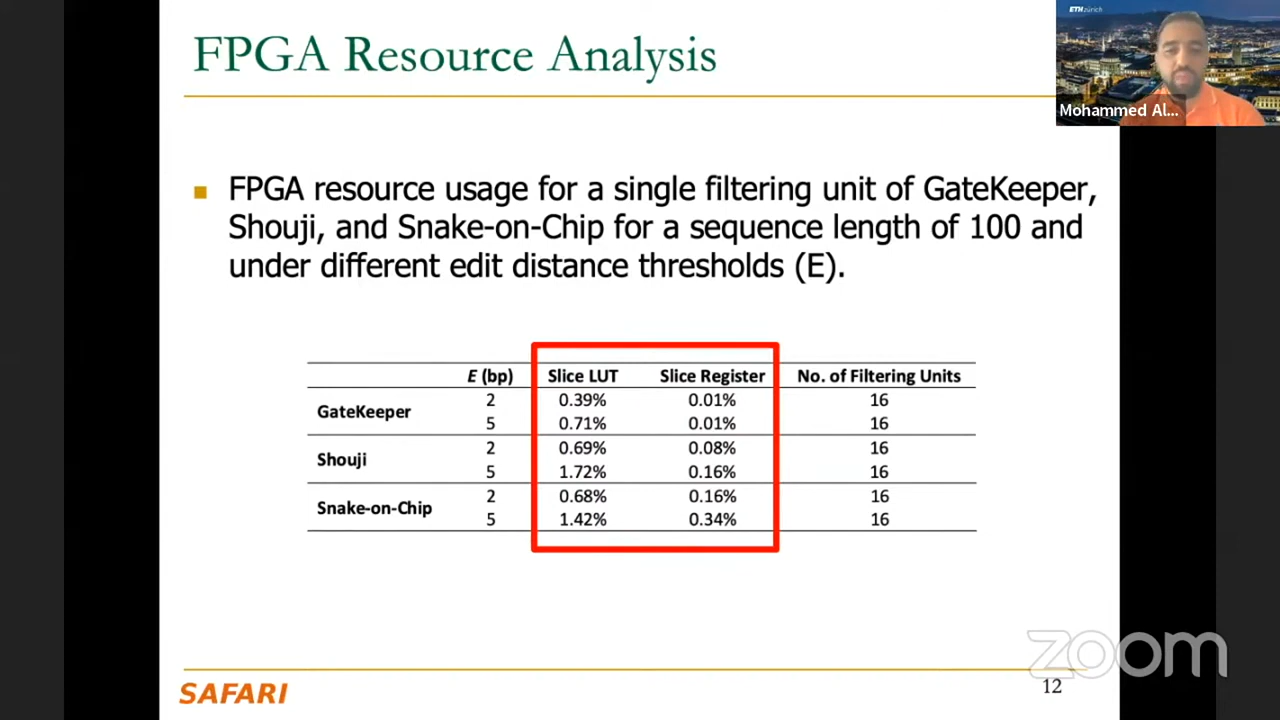 FPGA Resource Analysis
ETH zürich
Mohammed Al...
FPGA resource usage for a single filtering unit of GateKeeper,
Shouji, and Snake-on-Chip for a sequence length of 100 and
under different edit distance thresholds (E).
E (bp) Slice LUT Slice Register No. of Filtering Units
GateKeeper 2 0.39% 0.01% 16
5 0.71% 0.01% 16
Shouji 2 0.69% 0.08% 16
5 1.72% 0.16% 16
Snake-on-Chip 2 0.68% 0.16% 16
5 1.42% 0.34% 16
zoom
SAFARI
12